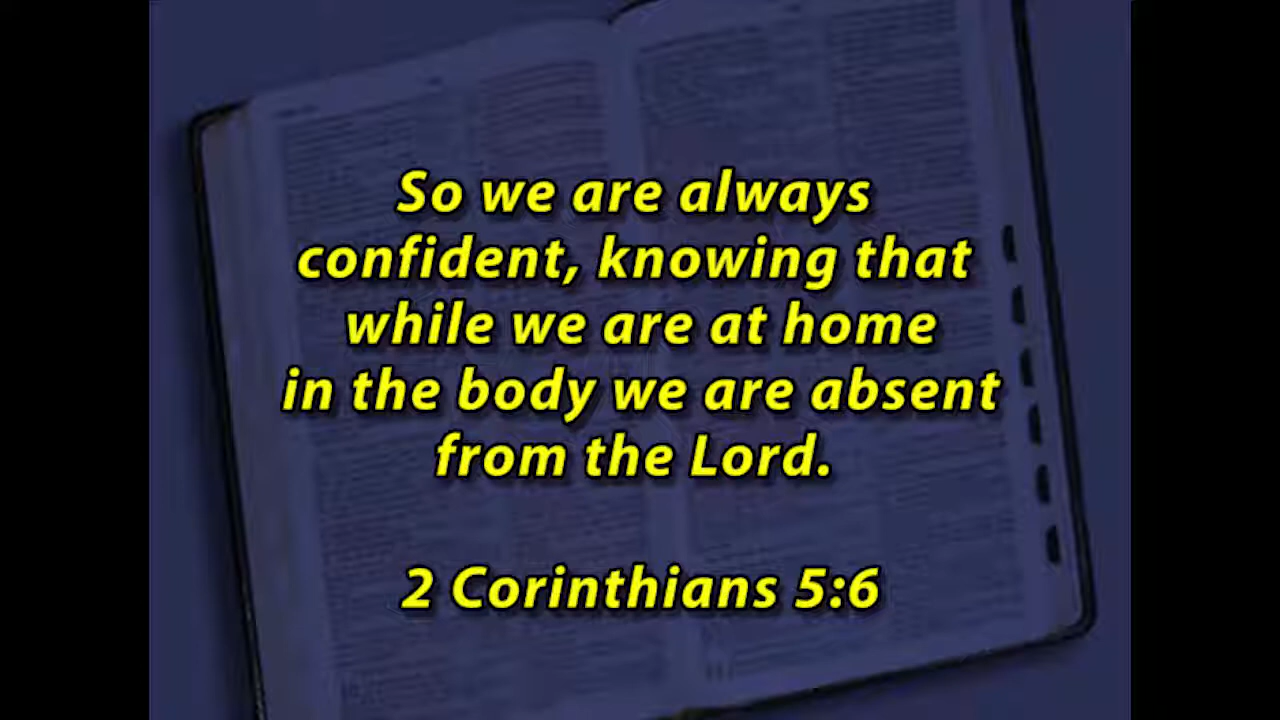 So we are always
confident, knowing that
while we are at home
in the body we are absent
from the Lord.
2 Corinthians 5:6